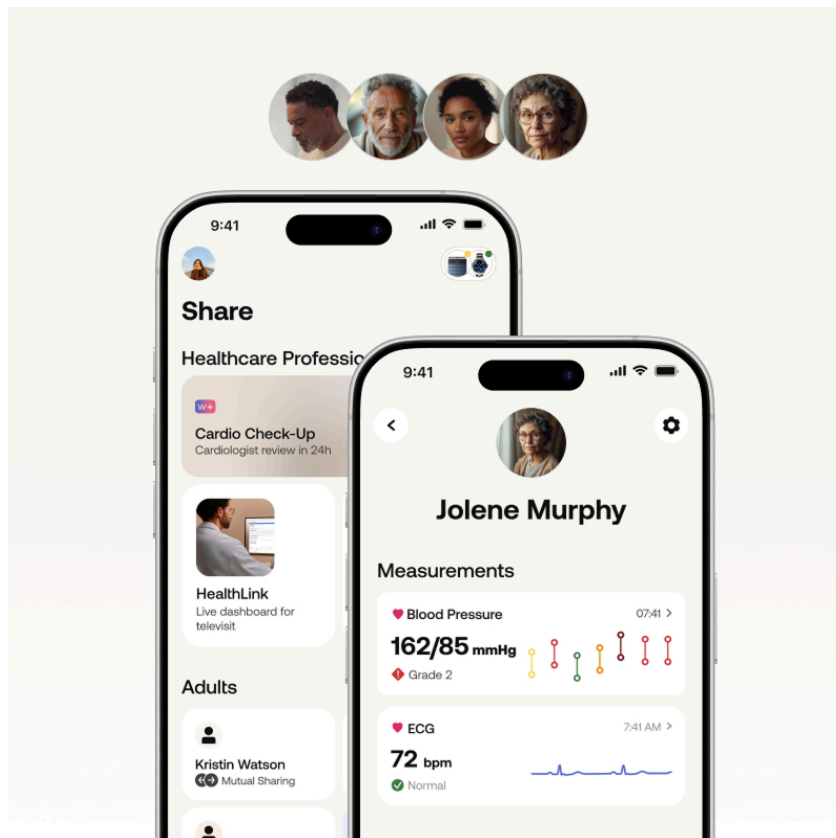 9:41
Share
Healthcare Professio
W+
Cardio Check-Up
Cardiologist review in 24h
HealthLink
Live dashboard for
televisit
Adults
Kristin Watson
Mutual Sharing
9:41
Jolene Murphy
Measurements
Blood Pressure 07:41
162/85 mmHg
Grade 2
ECG 7:41 AM
72 bpm
Normal